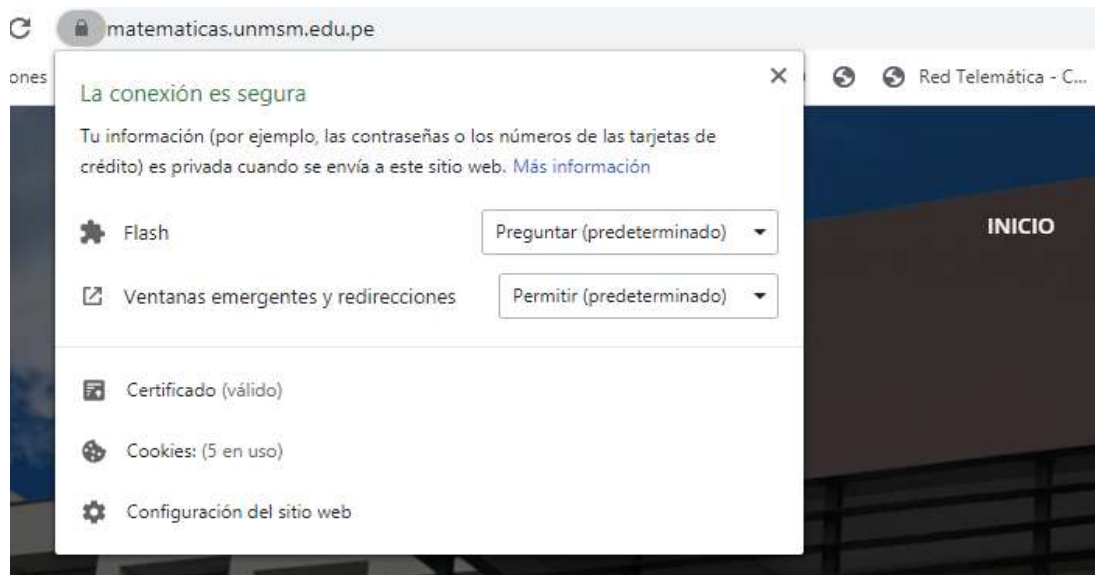 matematicas.unmsm.edu.pe
ones
Red Telemática - C...
La conexión es segura
Tu información (por ejemplo, las contraseñas o los números de las tarjetas de
crédito) es privada cuando se envía a este sitio web. Más información
Flash
Preguntar (predeterminado)
INICIO
Ventanas emergentes y redirecciones
Permitir (predeterminado)
Certificado (válido)
Cookies: (5 en uso)
Configuración del sitio web